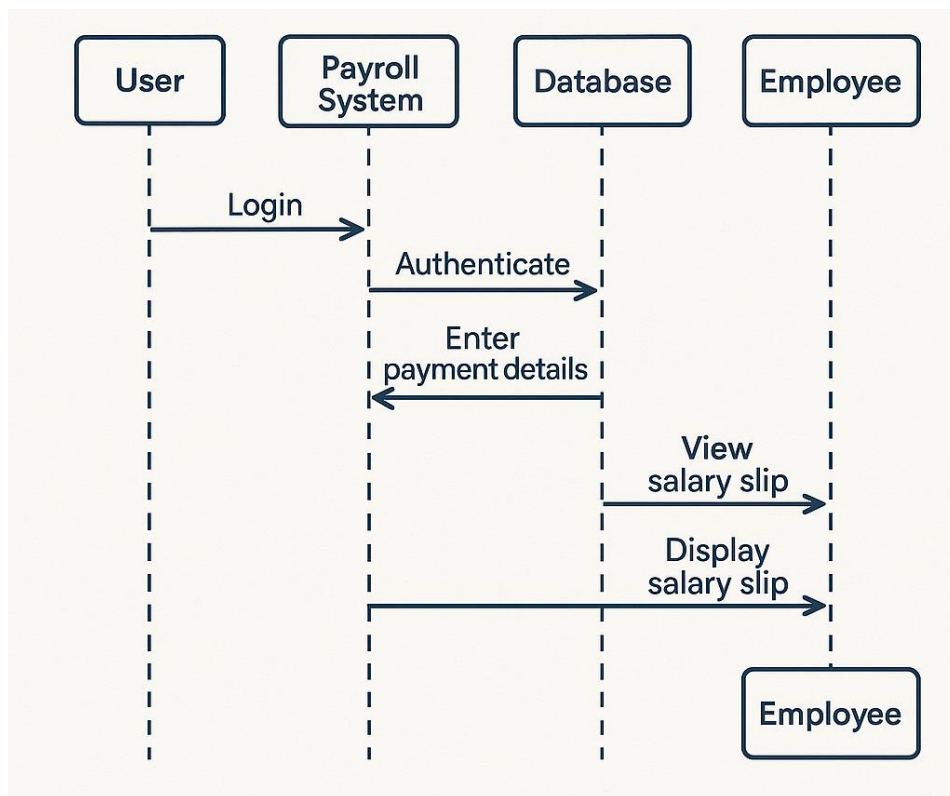 User
Payroll
System
Database
Employee
Login
Authenticate
Enter
payment details
View
salary slip
Display
salary slip
Employee